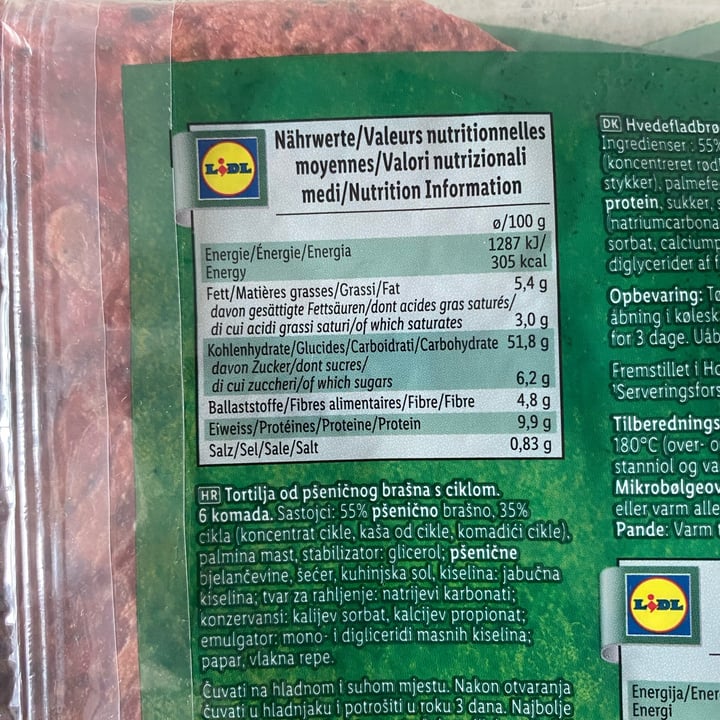 LIDL
Nährwerte/Valeurs nutritionnelles
moyennes/Valori nutrizionali
medi/Nutrition Information
ø/100 g
Energie/Énergie/Energia
Energy
1287 kJ/
305 kcal
Fett/Matières grasses/Grassi/Fat 5,4 g
davon gesättigte Fettsäuren/dont acides gras saturés/
di cui acidi grassi saturi/of which saturates 3,0 g
Kohlenhydrate/Glucides/Carboidrati/Carbohydrate 51,8 g
davon Zucker/dont sucres/
di cui zuccheri/of which sugars 6,2 g
Ballaststoffe/Fibres alimentaires/Fibre/Fibre 4,8 g
Eiweiss/Protéines/Proteine/Protein 9,9 g
Salz/Sel/Sale/Salt 0,83 g
HR Tortilja od pšeničnog brašna s ciklom.
6 komada. Sastojci: 55% pšenično brašno, 35%
cikla (koncentrat cikle, kaša od cikle, komadići cikle),
palmina mast, stabilizator: glicerol; pšenične
bjelančevine, šećer, kuhinjska sol, kiselina: jabučna
kiselina; tvar za rahljenje: natrijevi karbonati;
konzervansi: kalijev sorbat, kalcijev propionat;
emulgator: mono- i digliceridi masnih kiselina;
papar, vlakna repe.
Čuvati na hladnom i suhom mjestu. Nakon otvaranja
čuvati u hladnjaku i potrošiti u roku 3 dana. Najbolje
DK Hvedefladbrø
Ingredienser: 55%
(koncentreret rød
stykker), palmefe
protein, sukker, s
natriumcarbona
sorbat, calciump
diglycerider af f
Opbevaring: Tø
åbning i kølesk
for 3 dage. Uåb
Fremstillet i Ho
¹Serveringsfors
Tilberednings
180°C (over- o
stanniol og va
Mikrobølgeov
eller varm alle
Pande: Varm
LIDL
Energija/Ener
Energi